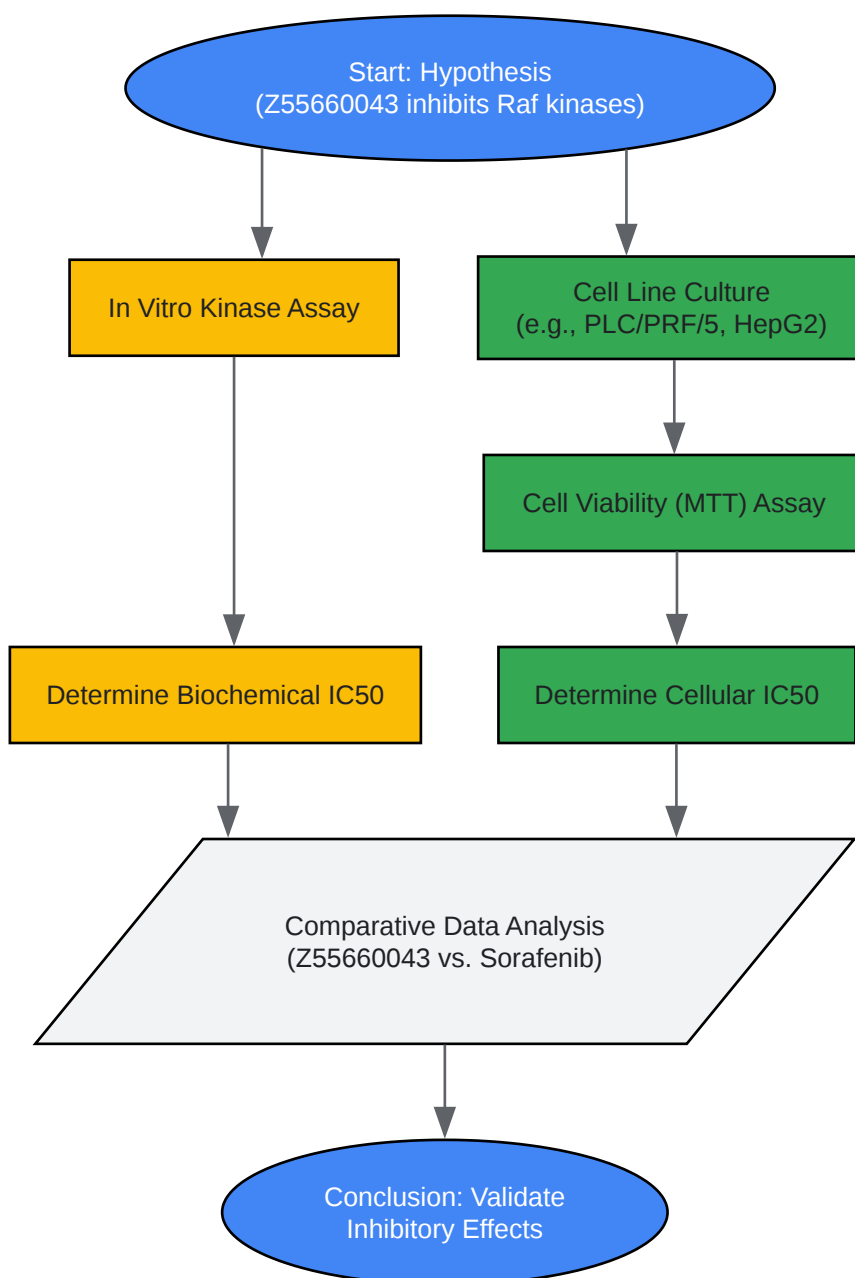 Start: Hypothesis
(Z55660043 inhibits Raf kinases)
In Vitro Kinase Assay
Cell Line Culture
(e.g., PLC/PRF/5, HepG2)
Cell Viability (MTT) Assay
Determine Biochemical IC50
Determine Cellular IC50
Comparative Data Analysis
(Z55660043 vs. Sorafenib)
Conclusion: Validate
Inhibitory Effects